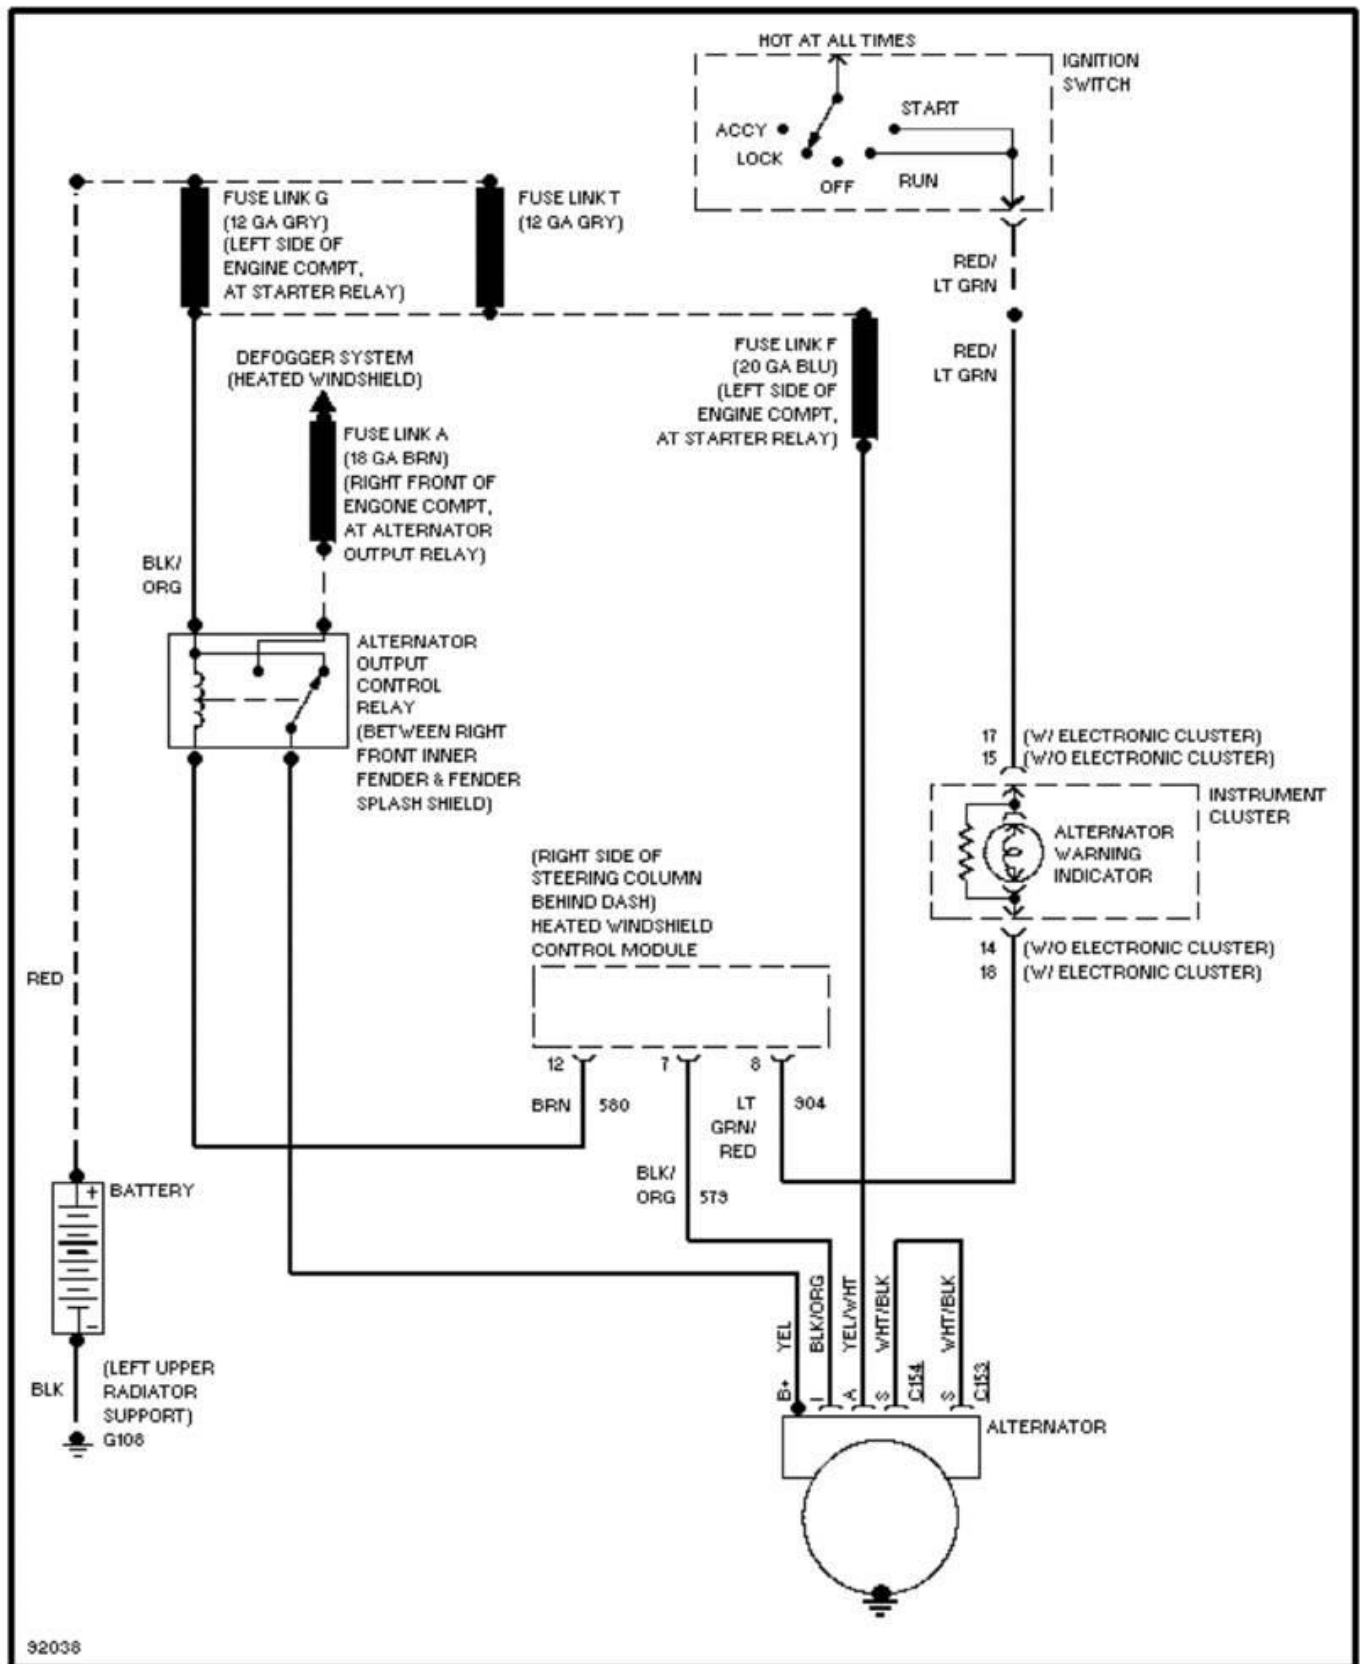 HOT AT ALL TIMES
IGNITION
SWITCH
START
ACCY
LOCK
OFF
RUN
FUSE LINK G
(12 GA GRY)
(LEFT SIDE OF
ENGINE COMPT,
AT STARTER RELAY)
FUSE LINK T
(12 GA GRY)
RED/
LT GRN
RED/
LT GRN
FUSE LINK F
(20 GA BLU)
(LEFT SIDE OF
ENGINE COMPT,
AT STARTER RELAY)
DEFOGGER SYSTEM
(HEATED WINDSHIELD)
FUSE LINK A
(18 GA BRN)
(RIGHT FRONT OF
ENGONE COMPT,
AT ALTERNATOR
OUTPUT RELAY)
BLK/
ORG
ALTERNATOR
OUTPUT
CONTROL
RELAY
(BETWEEN RIGHT
FRONT INNER
FENDER & FENDER
SPLASH SHIELD)
17 (W/ ELECTRONIC CLUSTER)
15 (W/O ELECTRONIC CLUSTER)
INSTRUMENT
CLUSTER
ALTERNATOR
WARNING
INDICATOR
14 (W/O ELECTRONIC CLUSTER)
18 (W/ ELECTRONIC CLUSTER)
(RIGHT SIDE OF
STEERING COLUMN
BEHIND DASH)
HEATED WINDSHIELD
CONTROL MODULE
12 7 8
BRN 580
LT
GRN/
RED
904
BLK/
ORG
579
RED
+
BATTERY
–
BLK
(LEFT UPPER
RADIATOR
SUPPORT)
G108
YEL
BLK/ORG
YEL/WHT
WHT/BLK
WHT/BLK
B+
I
A
S
C154
S
C153
ALTERNATOR
92038